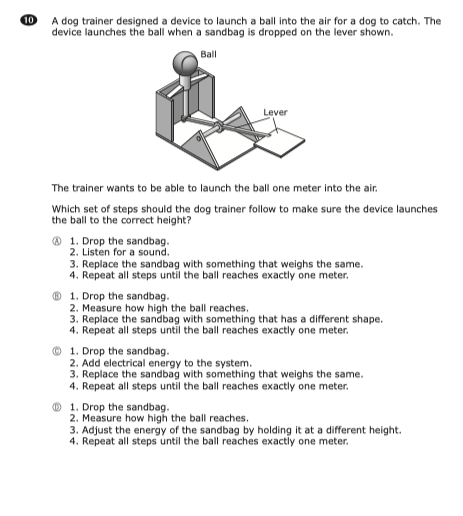 10 A dog trainer designed a device to launch a ball into the air for a dog to catch. The
device launches the ball when a sandbag is dropped on the lever shown.
Ball
Lever
The trainer wants to be able to launch the ball one meter into the air.
Which set of steps should the dog trainer follow to make sure the device launches
the ball to the correct height?
Ⓐ 1. Drop the sandbag.
2. Listen for a sound.
3. Replace the sandbag with something that weighs the same.
4. Repeat all steps until the ball reaches exactly one meter.
Ⓑ 1. Drop the sandbag.
2. Measure how high the ball reaches.
3. Replace the sandbag with something that has a different shape.
4. Repeat all steps until the ball reaches exactly one meter.
Ⓒ 1. Drop the sandbag.
2. Add electrical energy to the system.
3. Replace the sandbag with something that weighs the same.
4. Repeat all steps until the ball reaches exactly one meter.
Ⓓ 1. Drop the sandbag.
2. Measure how high the ball reaches.
3. Adjust the energy of the sandbag by holding it at a different height.
4. Repeat all steps until the ball reaches exactly one meter.